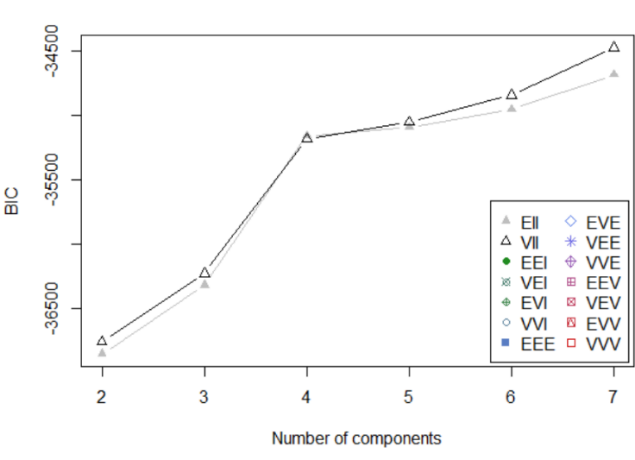 BIC
-34500
-35500
-36500
2 3 4 5 6 7
Number of components
EII EVE
VII VEE
EEI VVE
VEI EEV
EVI VEV
VVI EVV
EEE VVV